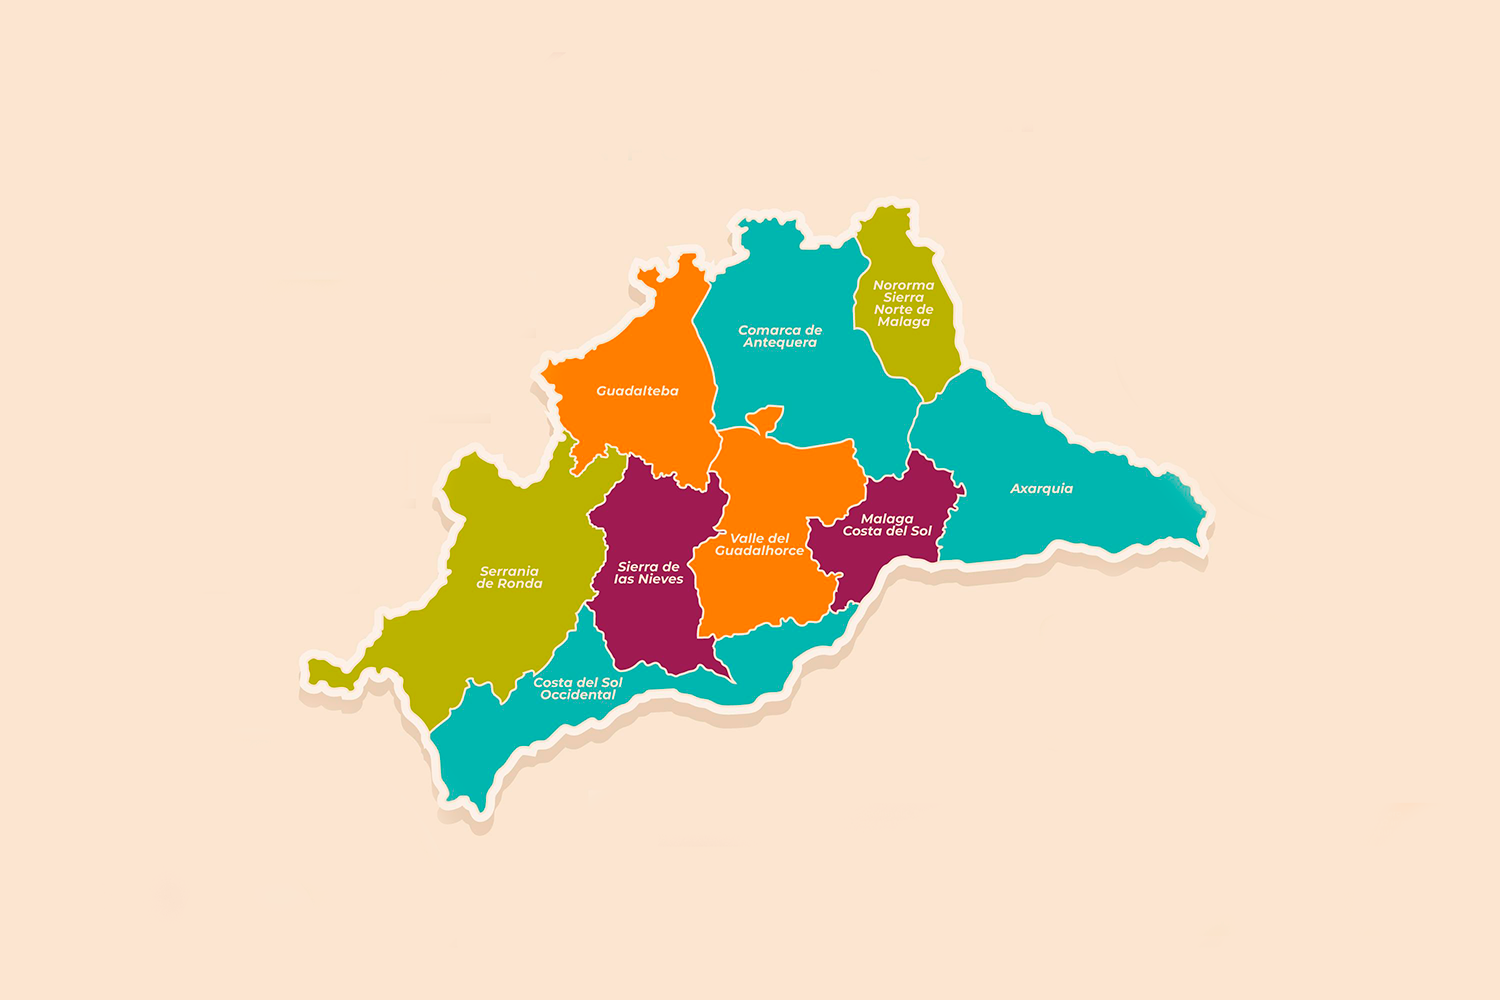 Nororma
Sierra
Norte de
Malaga
Comarca de
Antequera
Guadalteba
Axarquia
Malaga
Costa del Sol
Valle del
Guadalhorce
Sierra de
las Nieves
Serrania
de Ronda
Costa del Sol
Occidental